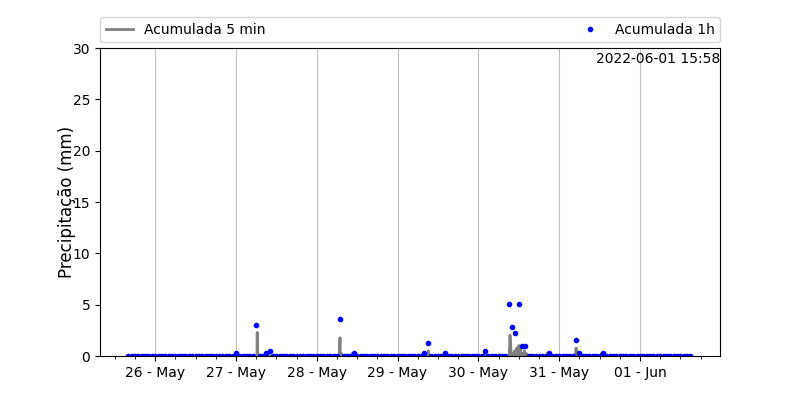 Acumulada 5 min
Acumulada 1h
2022-06-01 15:58
Precipitação (mm)
30
25
20
15
10
5
0
26 - May 27 - May 28 - May 29 - May 30 - May 31 - May 01 - Jun